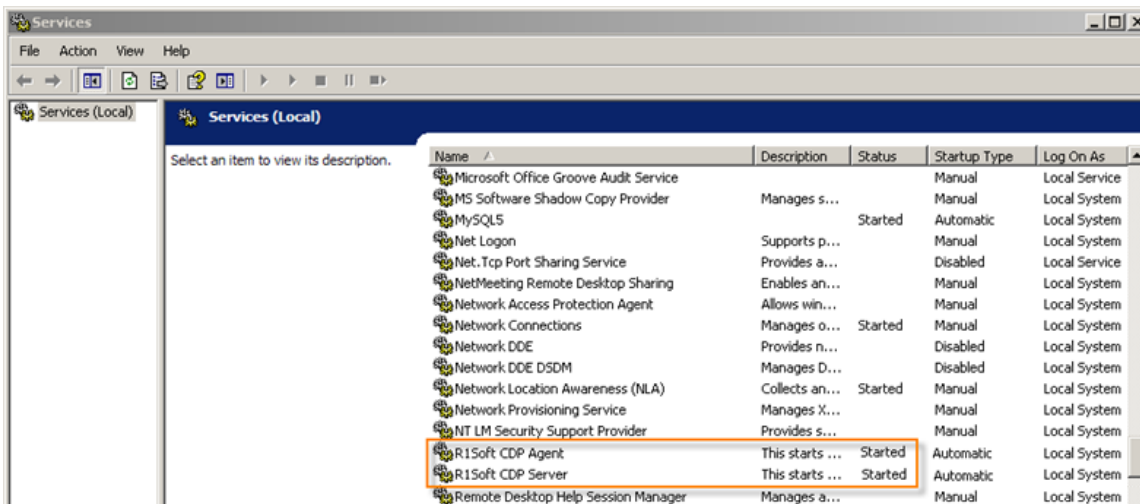 Services
File Action View Help
Services (Local)
Services (Local)
Select an item to view its description.
Name Description Status Startup Type Log On As
Microsoft Office Groove Audit Service Manual Local Service
MS Software Shadow Copy Provider Manages s... Manual Local System
MySQL5 Started Automatic Local System
Net Logon Supports p... Manual Local System
Net.Tcp Port Sharing Service Provides a... Disabled Local Service
NetMeeting Remote Desktop Sharing Enables an... Manual Local System
Network Access Protection Agent Allows win... Manual Local System
Network Connections Manages o... Started Manual Local System
Network DDE Provides n... Disabled Local System
Network DDE DSDM Manages D... Disabled Local System
Network Location Awareness (NLA) Collects an... Started Manual Local System
Network Provisioning Service Manages X... Manual Local System
NT LM Security Support Provider Provides s... Manual Local System
R1Soft CDP Agent This starts ... Started Automatic Local System
R1Soft CDP Server This starts ... Started Automatic Local System
Remote Desktop Help Session Manager Manages a... Manual Local System